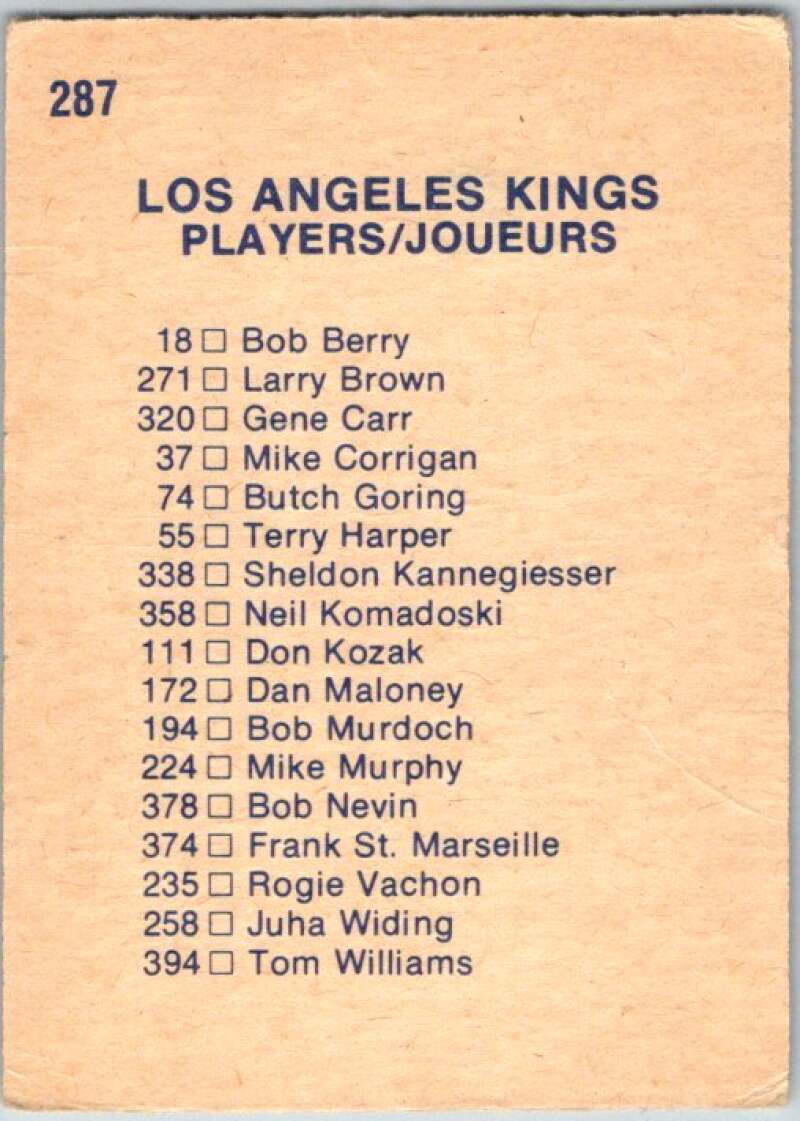 287
LOS ANGELES KINGS
PLAYERS/JOUEURS
18 □ Bob Berry
271 □ Larry Brown
320 □ Gene Carr
37 □ Mike Corrigan
74 □ Butch Goring
55 □ Terry Harper
338 □ Sheldon Kannegiesser
358 □ Neil Komadoski
111 □ Don Kozak
172 □ Dan Maloney
194 □ Bob Murdoch
224 □ Mike Murphy
378 □ Bob Nevin
374 □ Frank St. Marseille
235 □ Rogie Vachon
258 □ Juha Widing
394 □ Tom Williams